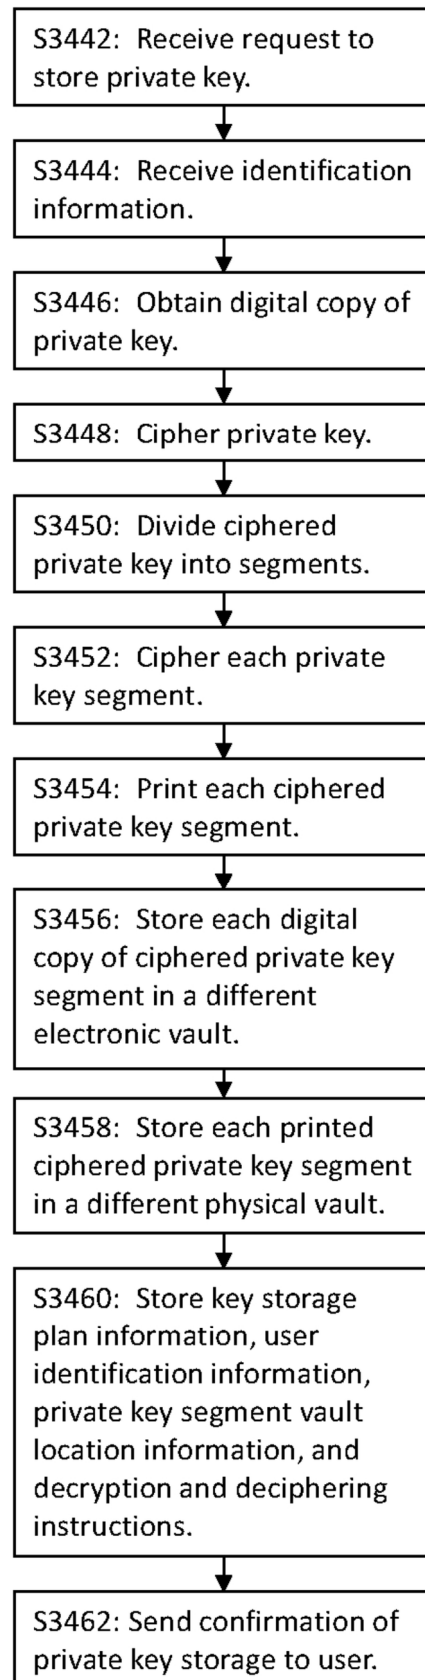 S3442:  Receive request to
store private key.
S3444:  Receive identification
information.
S3446:  Obtain digital copy of
private key.
S3448:  Cipher private key.
S3450:  Divide ciphered
private key into segments.
S3452:  Cipher each private
key segment.
S3454:  Print each ciphered
private key segment.
S3456:  Store each digital
copy of ciphered private key
segment in a different
electronic vault.
S3458:  Store each printed
ciphered private key segment
in a different physical vault.
S3460:  Store key storage
plan information, user
identification information,
private key segment vault
location information, and
decryption and deciphering
instructions.
S3462: Send confirmation of
private key storage to user.